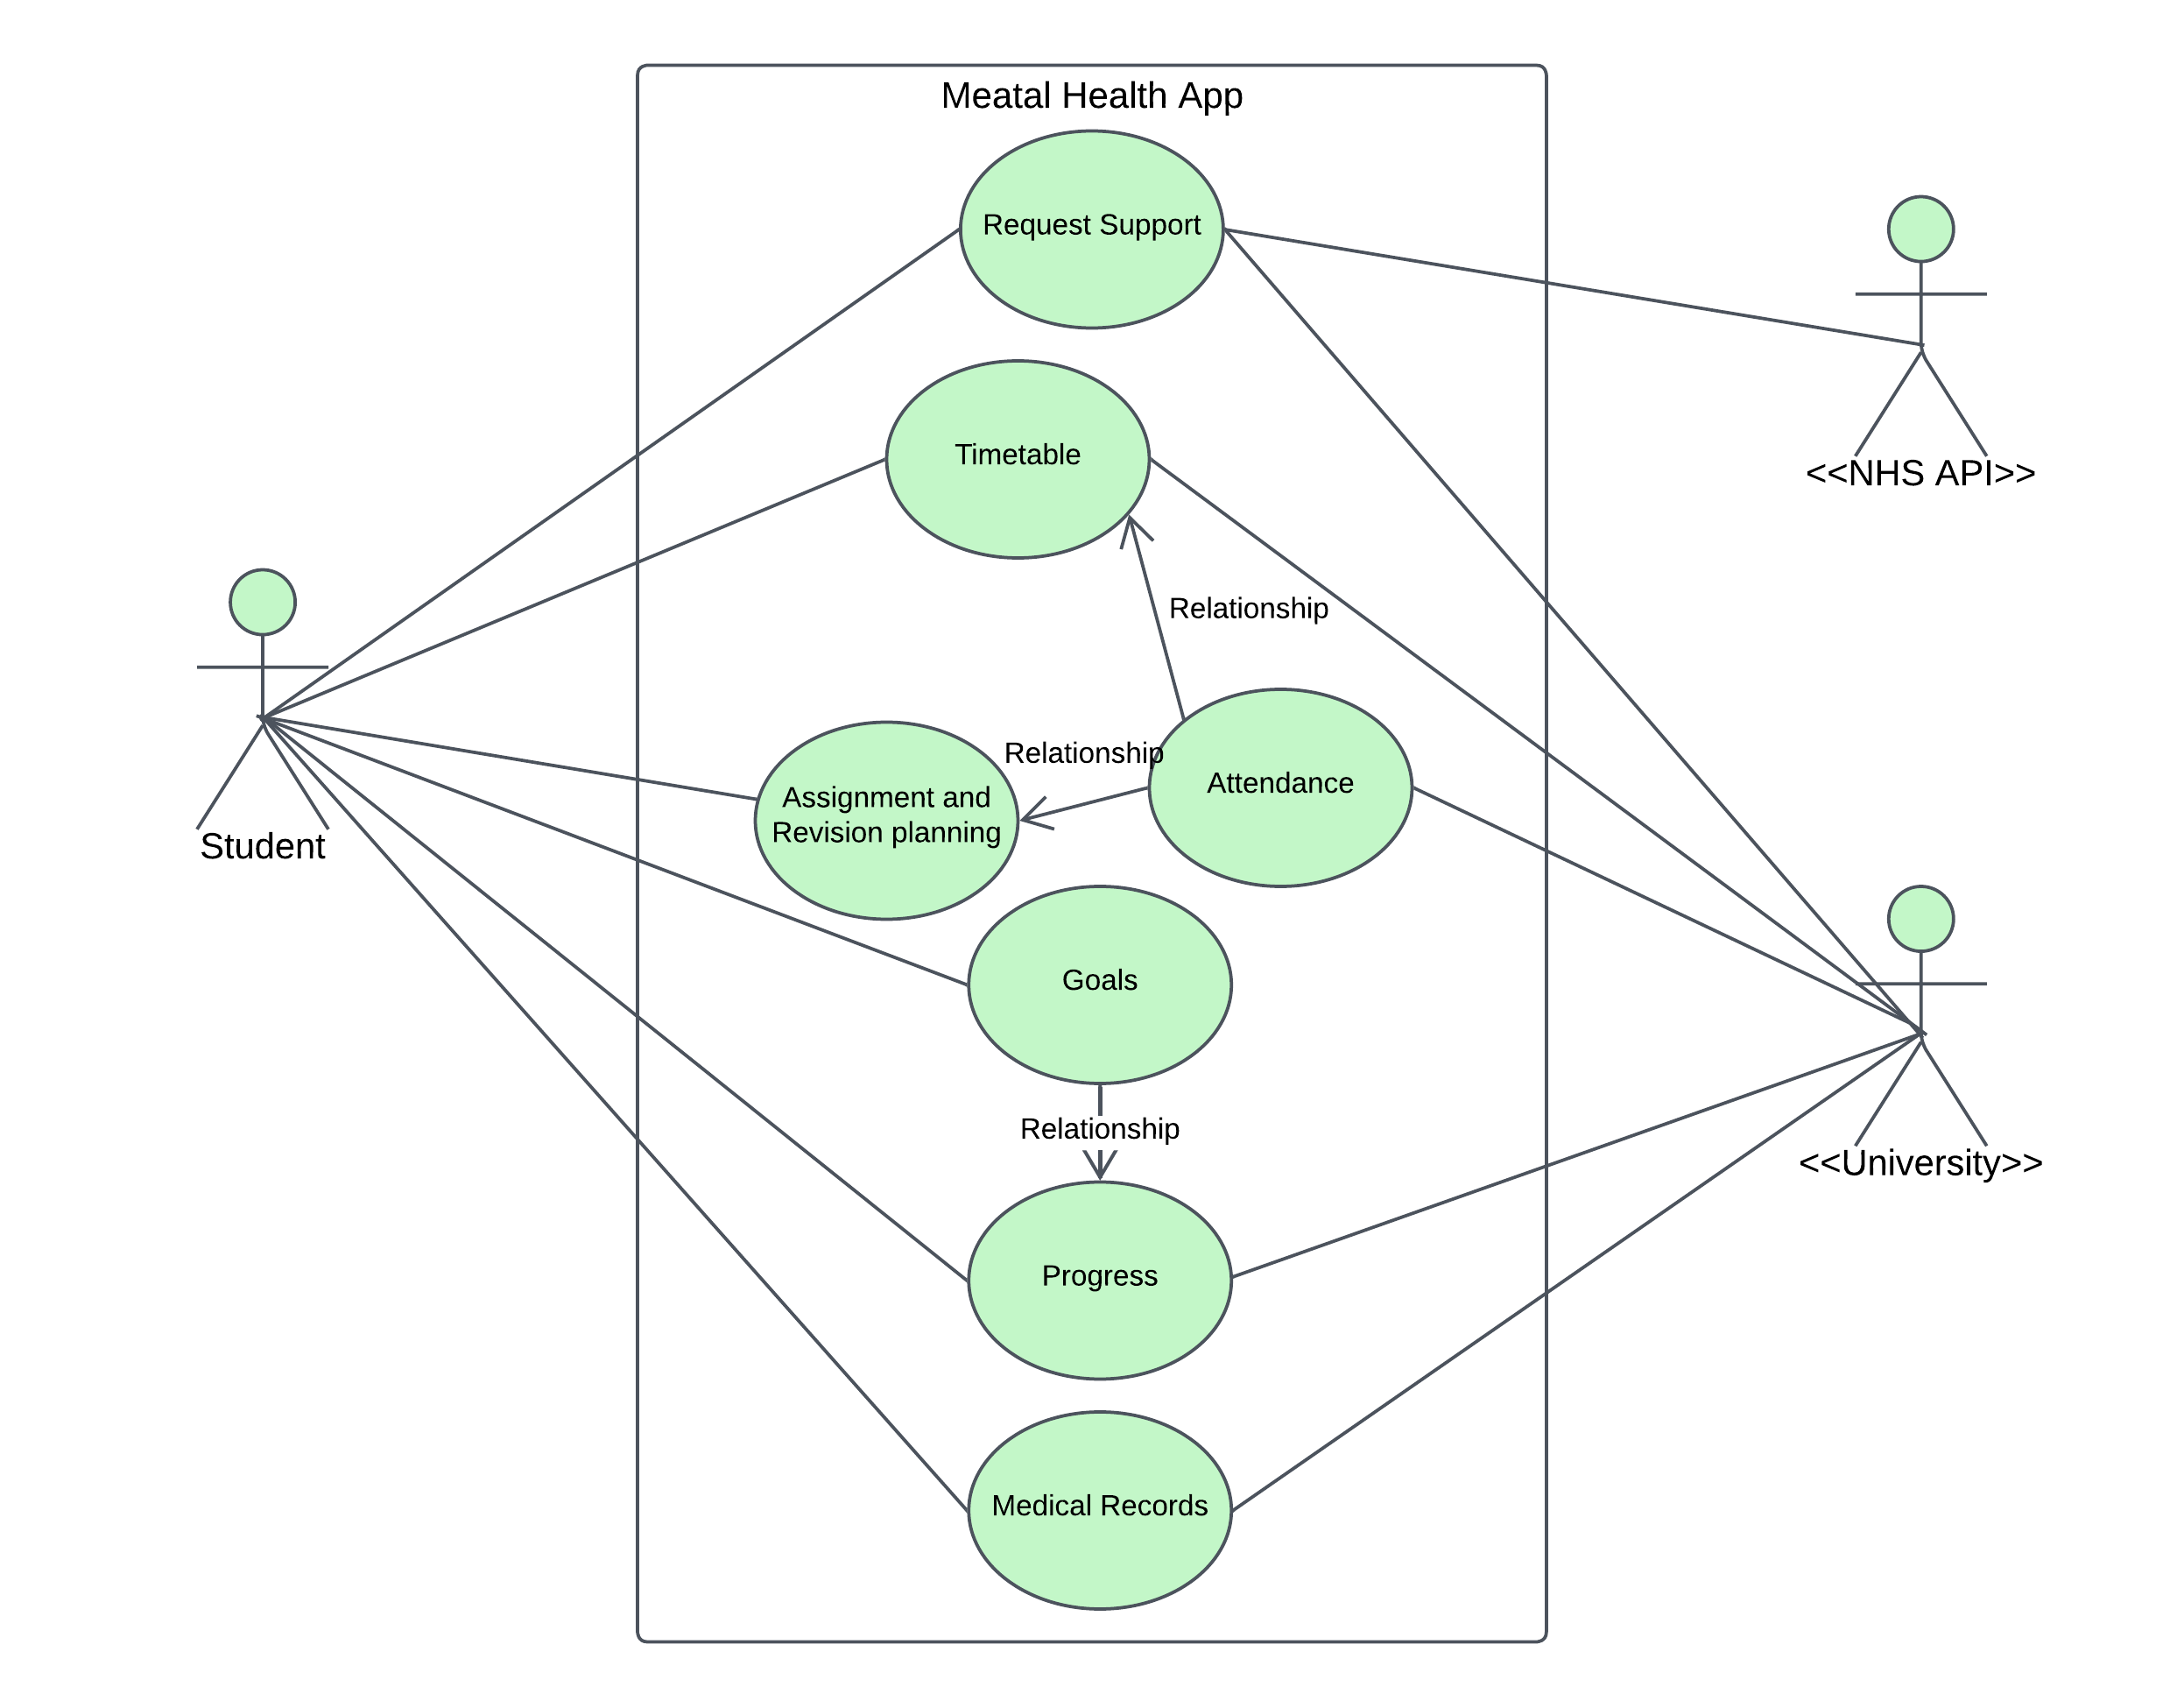 Meatal Health App
Request Support
<<NHS API>>
Timetable
Relationship
Relationship
Attendance
Assignment and
Revision planning
Student
Goals
Relationship
<<University>>
Progress
Medical Records